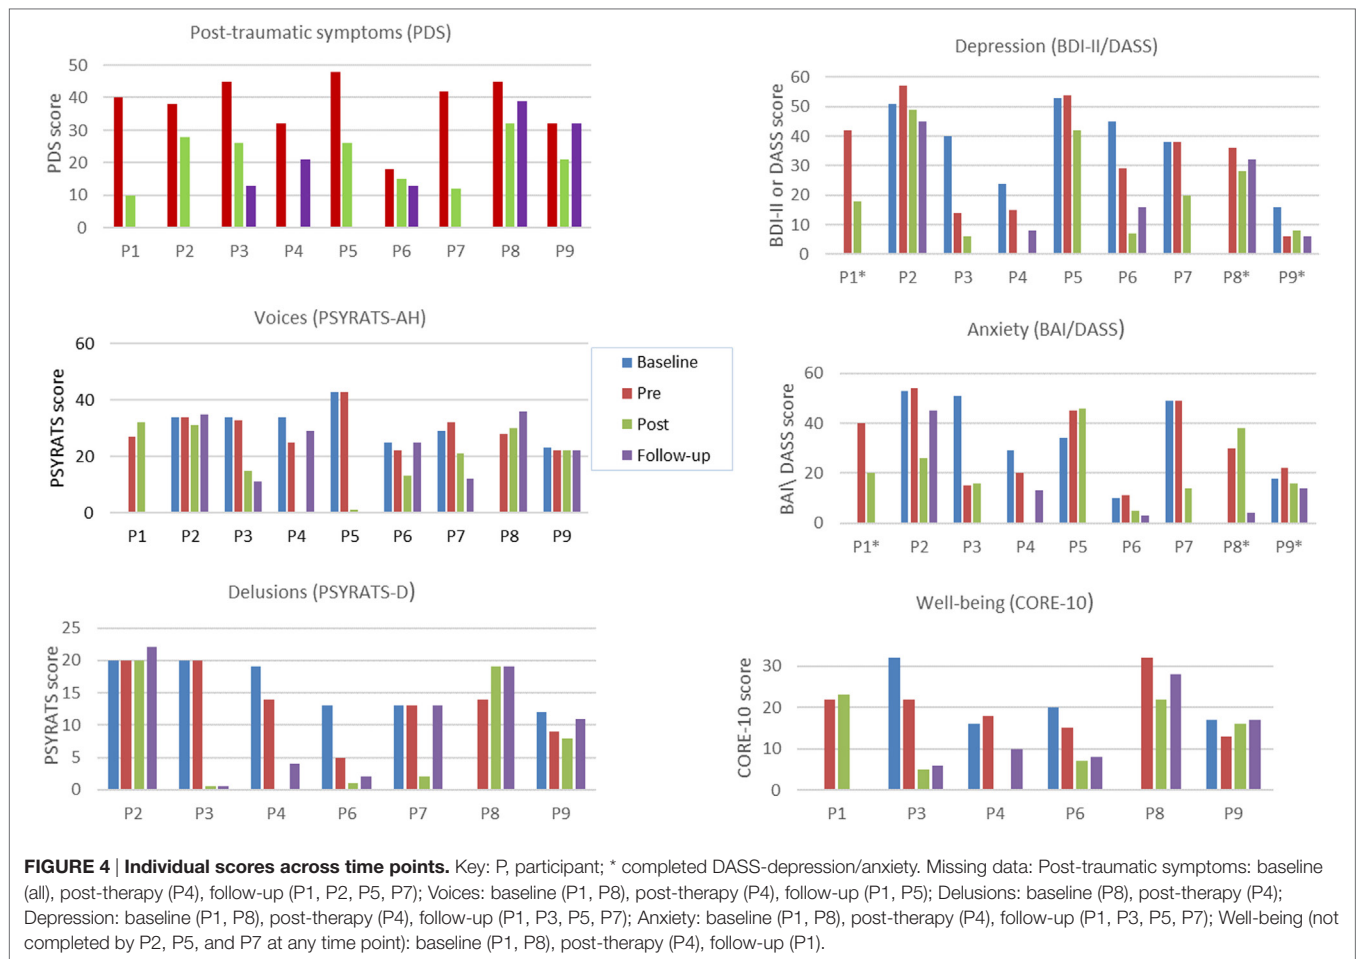 Post-traumatic symptoms (PDS)
PDS score
50
40
30
20
10
0
P1 P2 P3 P4 P5 P6 P7 P8 P9
Depression (BDI-II/DASS)
BDI-II or DASS score
60
50
40
30
20
10
0
P1* P2 P3 P4 P5 P6 P7 P8* P9*
Voices (PSYRATS-AH)
PSYRATS score
60
40
20
0
P1 P2 P3 P4 P5 P6 P7 P8 P9
Baseline
Pre
Post
Follow-up
Anxiety (BAI/DASS)
BAI\ DASS score
60
40
20
0
P1* P2 P3 P4 P5 P6 P7 P8* P9*
Delusions (PSYRATS-D)
PSYRATS score
25
20
15
10
5
0
P2 P3 P4 P6 P7 P8 P9
Well-being (CORE-10)
CORE-10 score
30
20
10
0
P1 P3 P4 P6 P8 P9
FIGURE 4 | Individual scores across time points. Key: P, participant; * completed DASS-depression/anxiety. Missing data: Post-traumatic symptoms: baseline
(all), post-therapy (P4), follow-up (P1, P2, P5, P7); Voices: baseline (P1, P8), post-therapy (P4), follow-up (P1, P5); Delusions: baseline (P8), post-therapy (P4);
Depression: baseline (P1, P8), post-therapy (P4), follow-up (P1, P3, P5, P7); Anxiety: baseline (P1, P8), post-therapy (P4), follow-up (P1, P3, P5, P7); Well-being (not
completed by P2, P5, and P7 at any time point): baseline (P1, P8), post-therapy (P4), follow-up (P1).